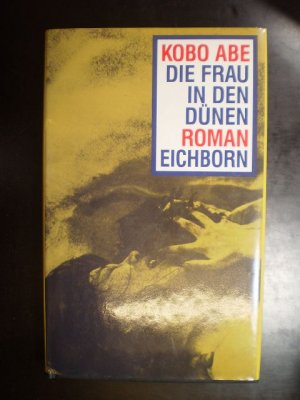 KOBO ABE
DIE FRAU
IN DEN
DÜNEN
ROMAN
EICHBORN